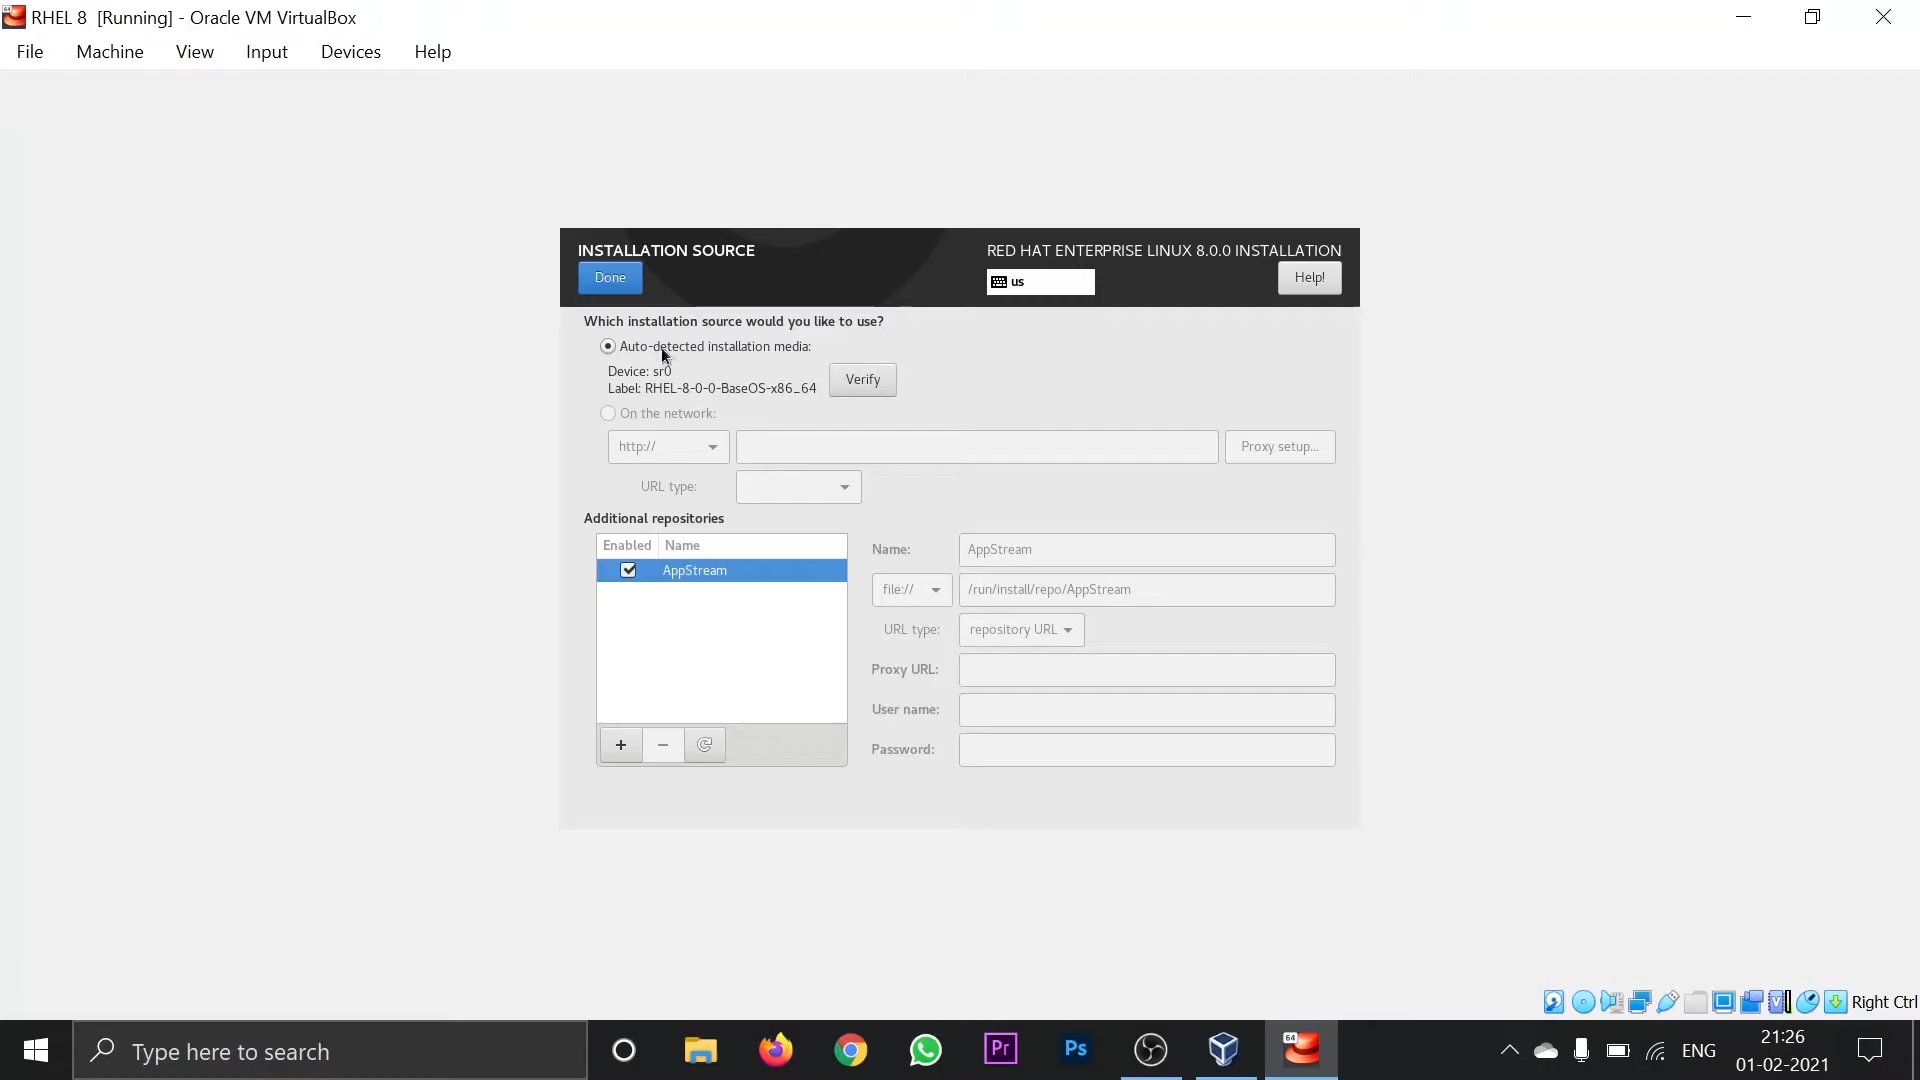 RHEL 8 [Running] - Oracle VM VirtualBox
File Machine View Input Devices Help
INSTALLATION SOURCE
RED HAT ENTERPRISE LINUX 8.0.0 INSTALLATION
Done
us
Help!
Which installation source would you like to use?
Auto-detected installation media:
Device: sr0
Label: RHEL-8-0-0-BaseOS-x86_64
Verify
On the network:
http://
Proxy setup...
URL type:
Additional repositories
Enabled Name
AppStream
Name: AppStream
file:// /run/install/repo/AppStream
URL type: repository URL
Proxy URL:
User name:
Password:
Right Ctrl
Type here to search
Pr
Ps
64
ENG
21:26
01-02-2021